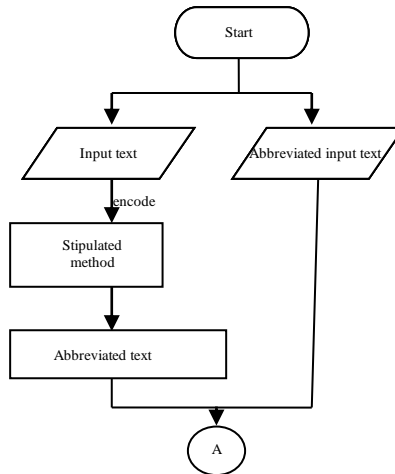 Start
Input text
Abbreviated input text
encode
Stipulated
method
Abbreviated text
A